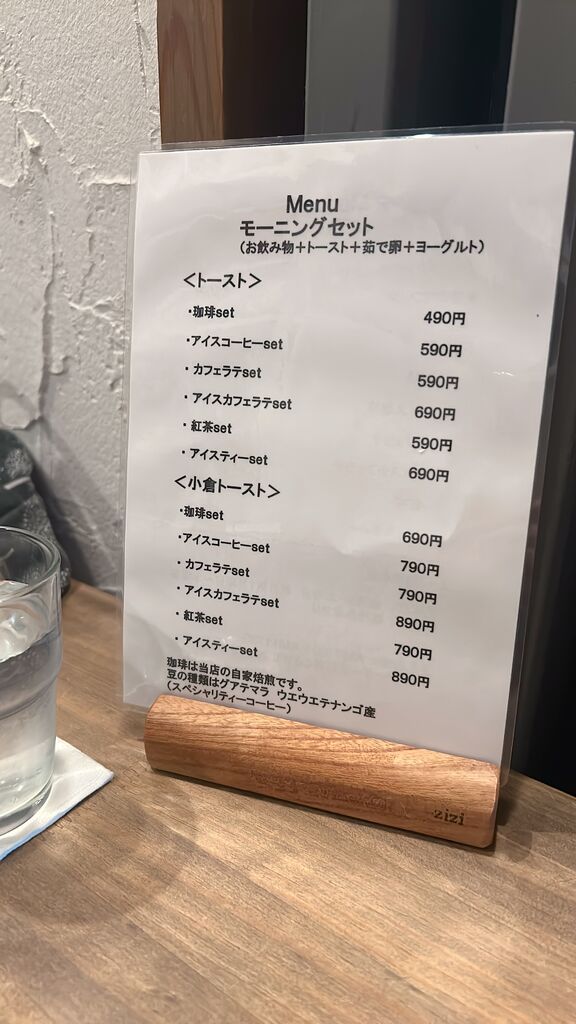 Menu
モーニングセット
(お飲み物+トースト+茹で卵+ヨーグルト)
<トースト>
・珈琲set 490円
・アイスコーヒーset 590円
・カフェラテset 590円
・アイスカフェラテset 690円
・紅茶set 590円
・アイスティーset 690円
<小倉トースト>
・珈琲set 690円
・アイスコーヒーset 790円
・カフェラテset 790円
・アイスカフェラテset 890円
・紅茶set 790円
・アイスティーset 890円
珈琲は当店の自家焙煎です。
豆の種類はグアテマラ ウエウエテナンゴ産
(スペシャリティーコーヒー)
zizi